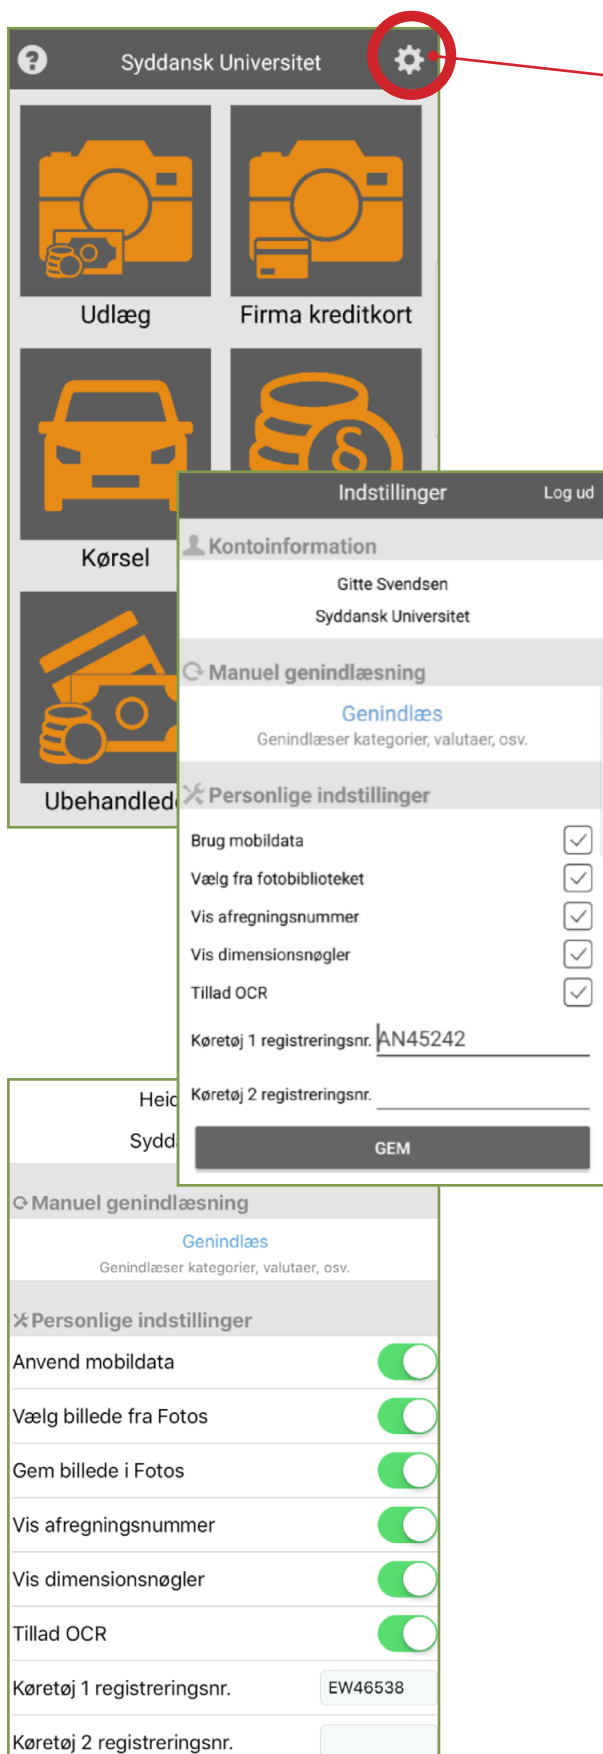 Syddansk Universitet
Udlæg
Firma kreditkort
Kørsel
§
Indstillinger
Log ud
Kontoinformation
Gitte Svendsen
Syddansk Universitet
Manuel genindlæsning
Genindlæs
Genindlæser kategorier, valutaer, osv.
Ubehandled
Personlige indstillinger
Brug mobildata
Vælg fra fotobiblioteket
Vis afregningsnummer
Vis dimensionsnøgler
Tillad OCR
Køretøj 1 registreringsnr. AN45242
Køretøj 2 registreringsnr.
GEM
Heid
Sydd
Manuel genindlæsning
Genindlæs
Genindlæser kategorier, valutaer, osv.
Personlige indstillinger
Anvend mobildata
Vælg billede fra Fotos
Gem billede i Fotos
Vis afregningsnummer
Vis dimensionsnøgler
Tillad OCR
Køretøj 1 registreringsnr. EW46538
Køretøj 2 registreringsnr.